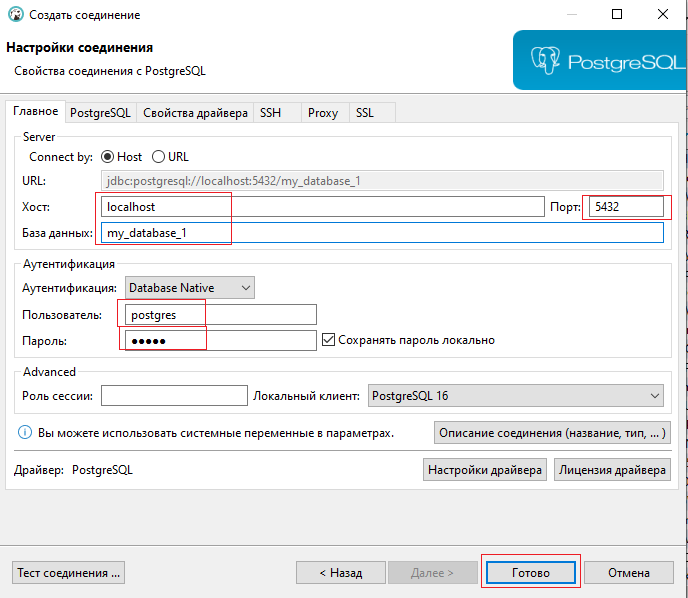 Создать соединение
Настройки соединения
Свойства соединения с PostgreSQL
PostgreSQL
Главное PostgreSQL Свойства драйвера SSH Proxy SSL
Server
Connect by: Host URL
URL: jdbc:postgresql://localhost:5432/my_database_1
Хост: localhost Порт: 5432
База данных: my_database_1
Аутентификация
Аутентификация: Database Native
Пользователь: postgres
Пароль: ●●●●● Сохранять пароль локально
Advanced
Роль сессии: Локальный клиент: PostgreSQL 16
Вы можете использовать системные переменные в параметрах. Описание соединения (название, тип, ... )
Драйвер: PostgreSQL Настройки драйвера Лицензия драйвера
Тест соединения ... < Назад Далее > Готово Отмена